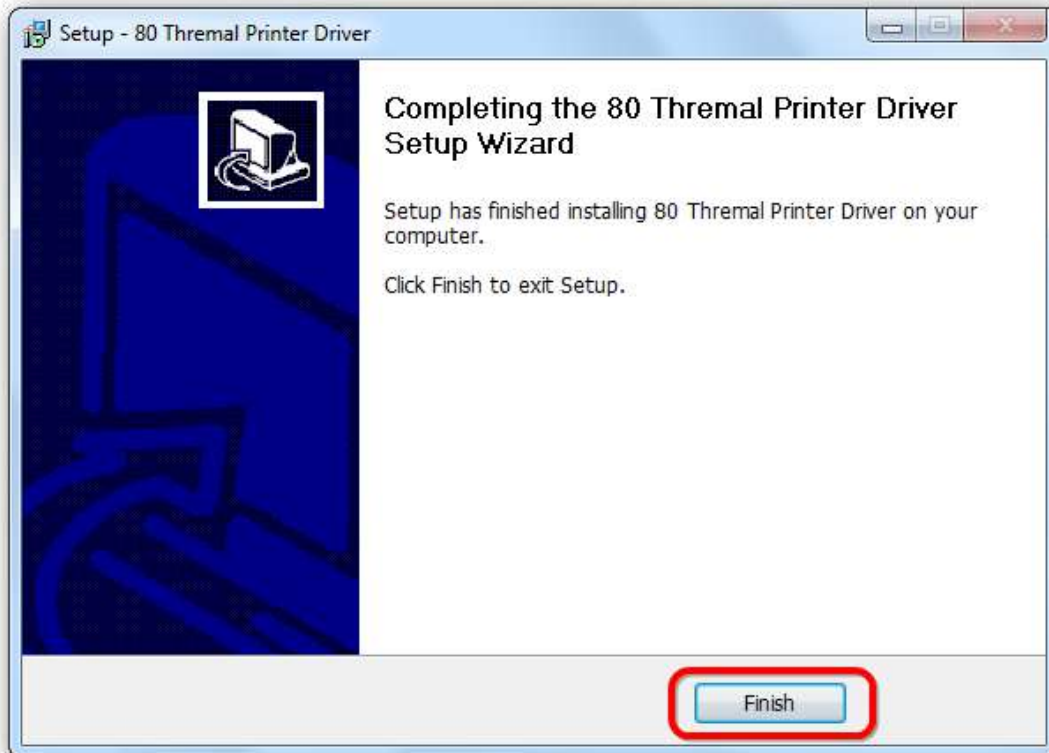 Setup - 80 Thremal Printer Driver
Completing the 80 Thremal Printer Driver
Setup Wizard
Setup has finished installing 80 Thremal Printer Driver on your
computer.
Click Finish to exit Setup.
Finish